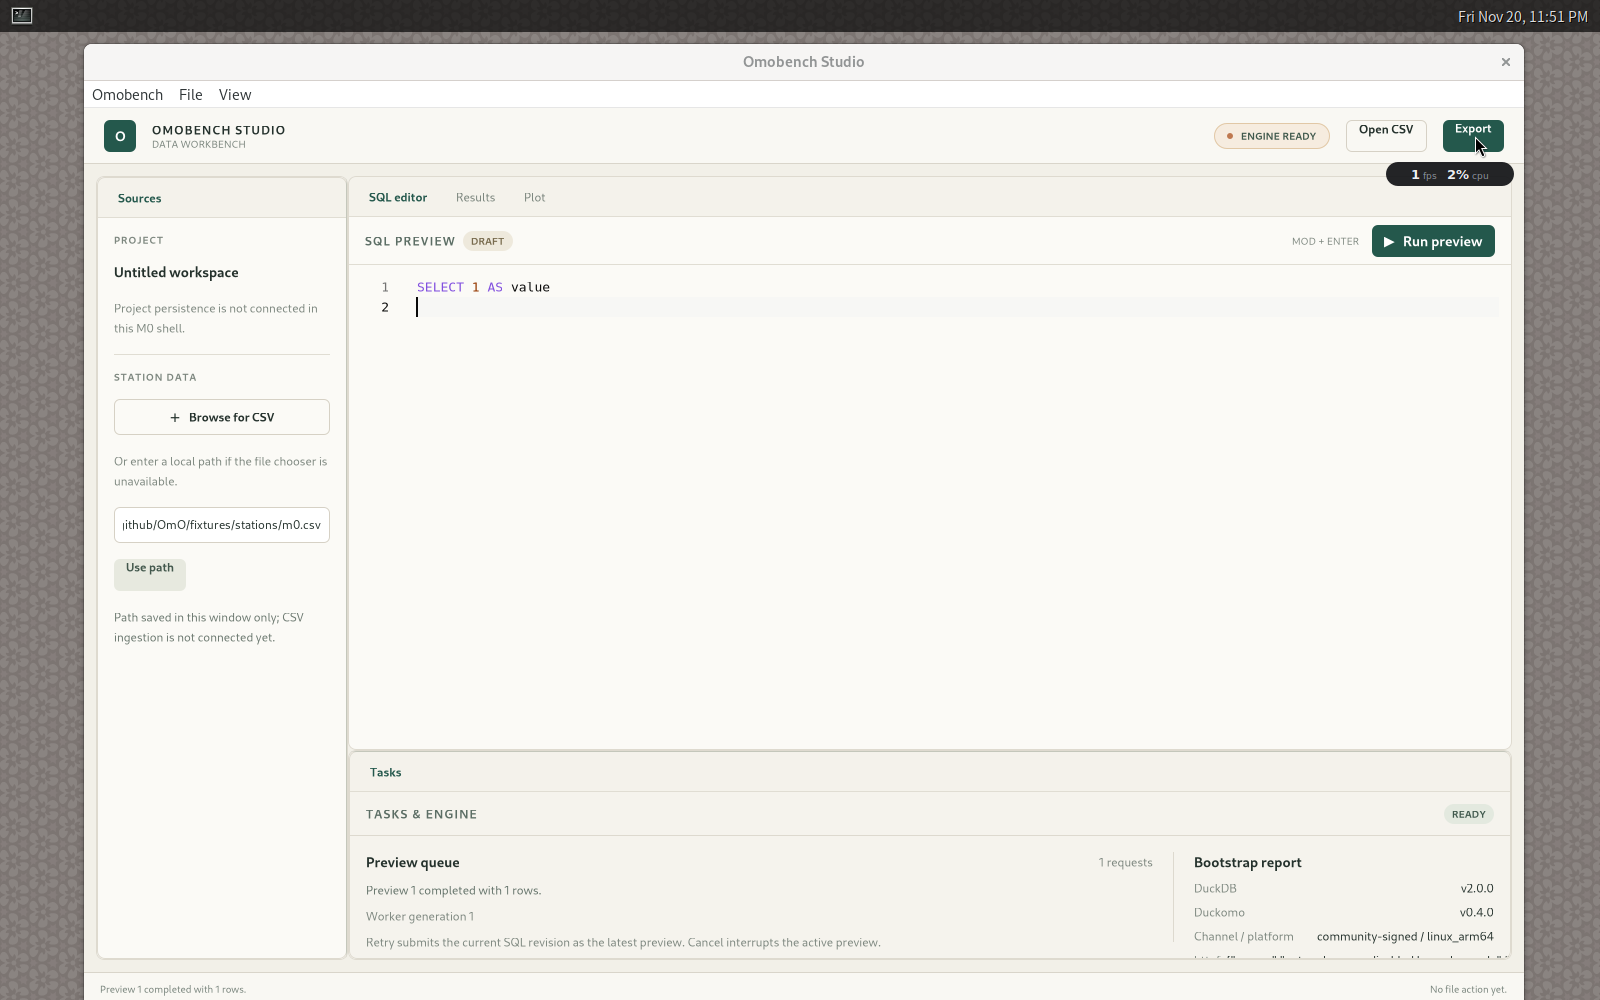 Fri Nov 20, 11:51 PM
Omobench Studio
Omobench File View
O
OMOBENCH STUDIO
DATA WORKBENCH
ENGINE READY
Open CSV
Export
1 fps 2% cpu
Sources
PROJECT
Untitled workspace
Project persistence is not connected in
this M0 shell.
STATION DATA
+ Browse for CSV
Or enter a local path if the file chooser is
unavailable.
ithub/OmO/fixtures/stations/m0.csv
Use path
Path saved in this window only; CSV
ingestion is not connected yet.
SQL editor Results Plot
SQL PREVIEW DRAFT
MOD + ENTER
▶ Run preview
1 SELECT 1 AS value
2
Tasks
TASKS & ENGINE
READY
Preview queue
1 requests
Preview 1 completed with 1 rows.
Worker generation 1
Retry submits the current SQL revision as the latest preview. Cancel interrupts the active preview.
Bootstrap report
DuckDB v2.0.0
Duckomo v0.4.0
Channel / platform community-signed / linux_arm64
Preview 1 completed with 1 rows.
No file action yet.